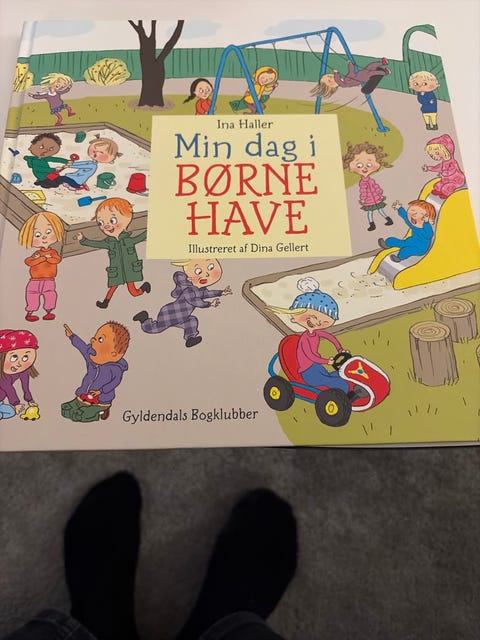 Ina Haller
Min dag i
BØRNE
HAVE
Illustreret af Dina Gellert
Gyldendals Bogklubber